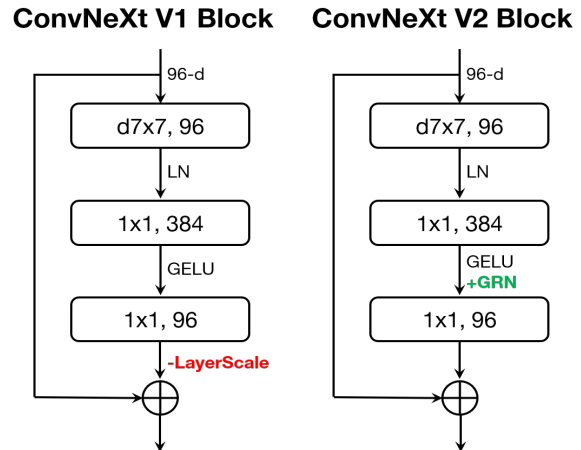 ConvNeXt V1 Block
96-d
d7x7, 96
LN
1x1, 384
GELU
1x1, 96
-LayerScale
ConvNeXt V2 Block
96-d
d7x7, 96
LN
1x1, 384
GELU
+GRN
1x1, 96